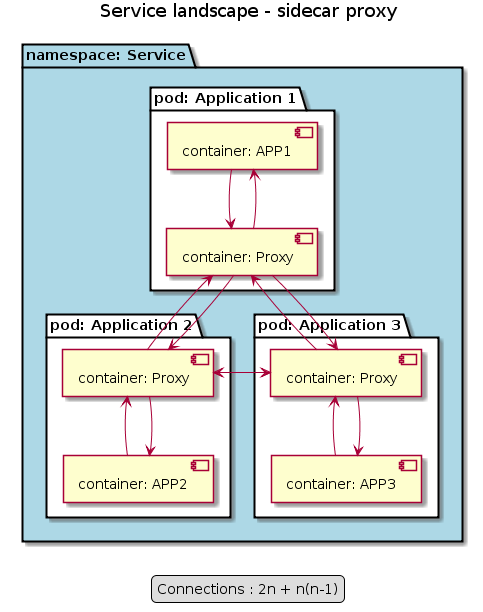 Service landscape - sidecar proxy
namespace: Service
pod: Application 1
container: APP1
container: Proxy
pod: Application 2
pod: Application 3
container: Proxy
container: Proxy
container: APP2
container: APP3
Connections : 2n + n(n-1)